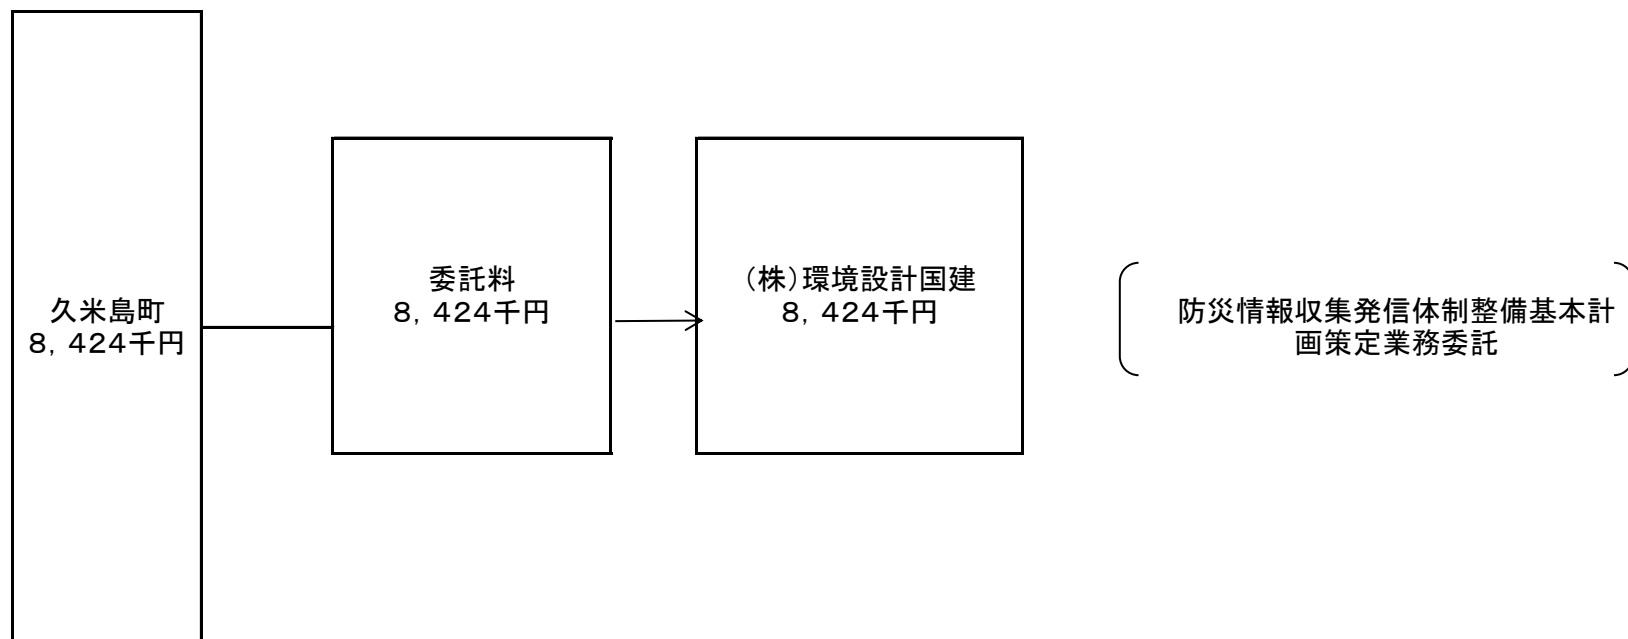 久米島町
8，424千円
委託料
8，424千円
（株）環境設計国建
8，424千円
防災情報収集発信体制整備基本計
画策定業務委託